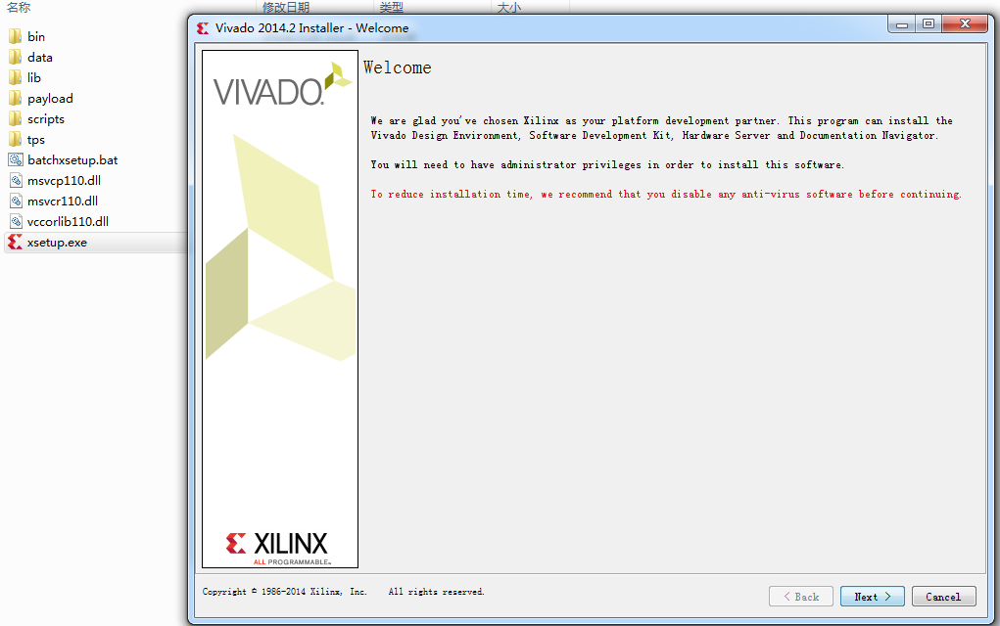 名称 修改日期 类型 大小
bin
data
lib
payload
scripts
tps
batchxsetup.bat
msvcp110.dll
msvcr110.dll
vccorlib110.dll
xsetup.exe
Vivado 2014.2 Installer - Welcome
VIVADO.
Welcome
We are glad you've chosen Xilinx as your platform development partner. This program can install the
Vivado Design Environment, Software Development Kit, Hardware Server and Documentation Navigator.
You will need to have administrator privileges in order to install this software.
To reduce installation time, we recommend that you disable any anti-virus software before continuing.
XILINX
ALL PROGRAMMABLE™
Copyright © 1986-2014 Xilinx, Inc. All rights reserved.
< Back Next > Cancel